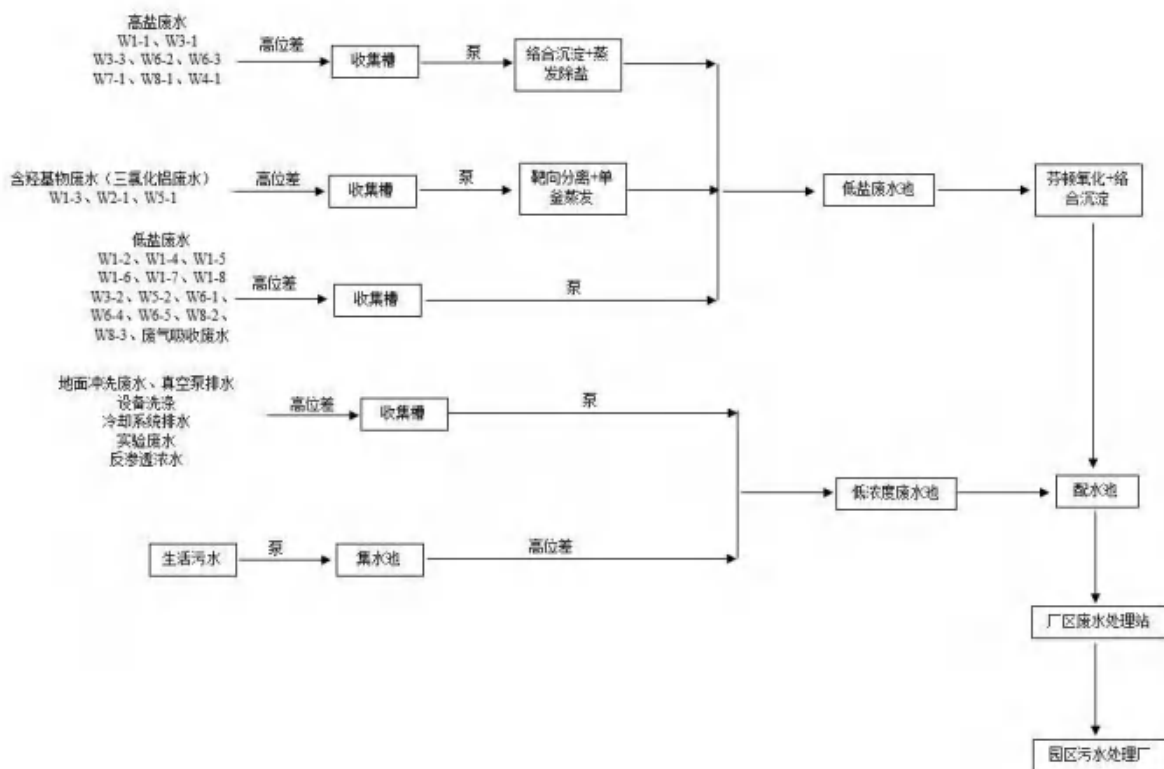 高盐废水
W1-1、W3-1
W3-3、W6-2、W6-3
W7-1、W8-1、W4-1
高位差
收集槽
泵
络合沉淀+蒸
发除盐
含羟基物废水（三氯化铝废水）
W1-3、W2-1、W5-1
高位差
收集槽
泵
靶向分离+单
釜蒸发
低盐废水池
芬顿氧化+络
合沉淀
低盐废水
W1-2、W1-4、W1-5
W1-6、W1-7、W1-8
W3-2、W5-2、W6-1、
W6-4、W6-5、W8-2、
W8-3、废气吸收废水
高位差
收集槽
泵
地面冲洗废水、真空泵排水
设备洗涤
冷却系统排水
实验废水
反渗透浓水
高位差
收集槽
泵
低浓度废水池
配水池
生活污水
泵
集水池
高位差
厂区废水处理站
园区污水处理厂